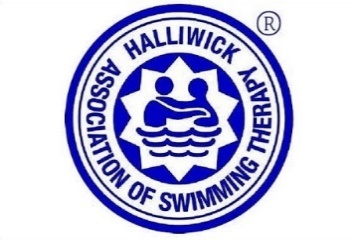 HALLIWICK
ASSOCIATION OF SWIMMING THERAPY
®